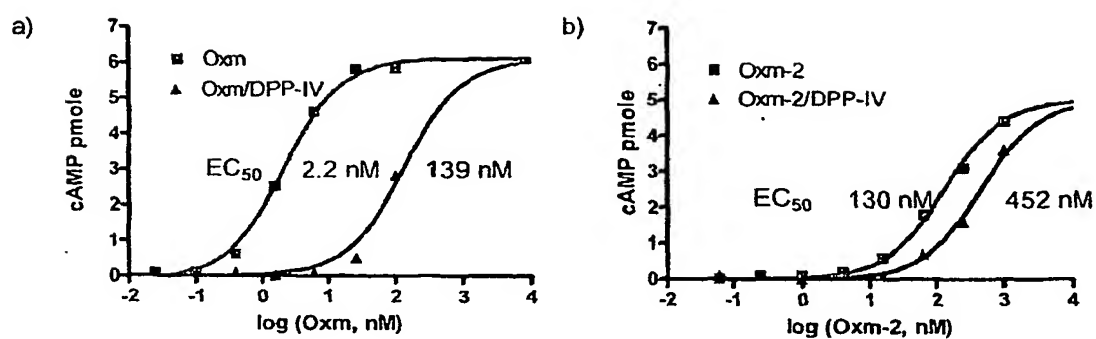 a)
7
6
5
4
3
2
1
0
cAMP pmole
Oxm
Oxm/DPP-IV
EC50 2.2 nM 139 nM
-2 -1 0 1 2 3 4
log (Oxm, nM)
b)
7
6
5
4
3
2
1
0
cAMP pmole
Oxm-2
Oxm-2/DPP-IV
EC50 130 nM 452 nM
-2 -1 0 1 2 3 4
log (Oxm-2, nM)